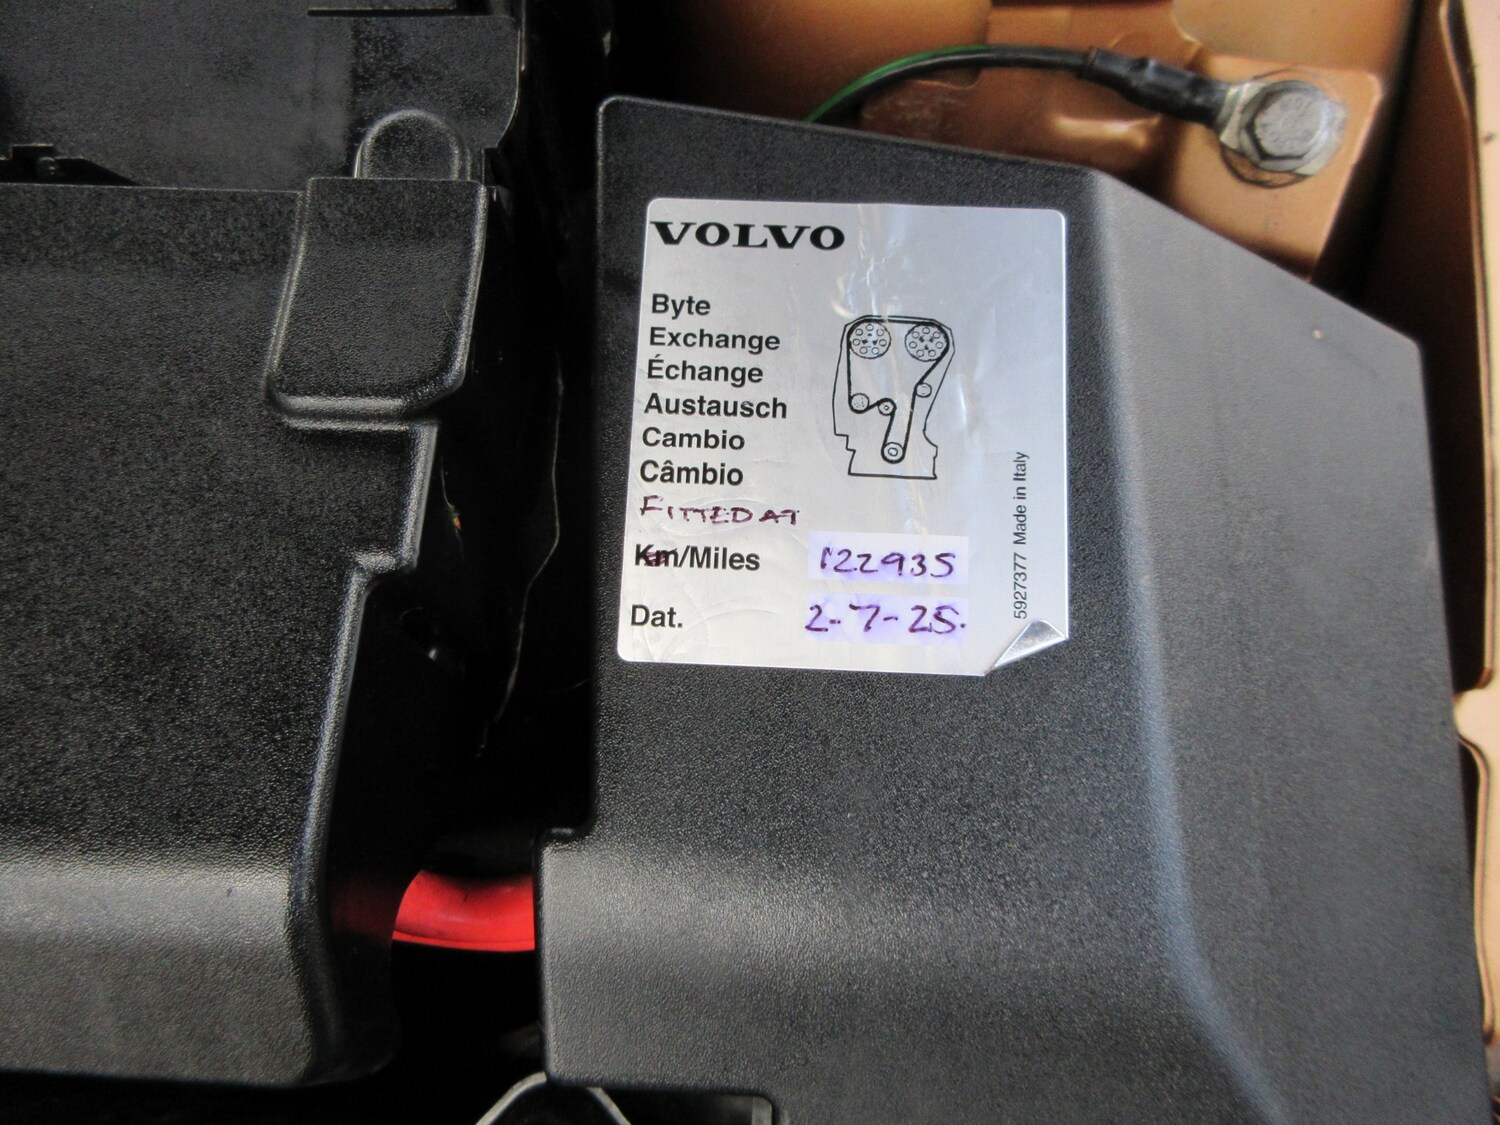 VOLVO
Byte
Exchange
Échange
Austausch
Cambio
Câmbio
FITTED AT
Km/Miles 122935
Dat. 2-7-25.
5927377 Made in Italy